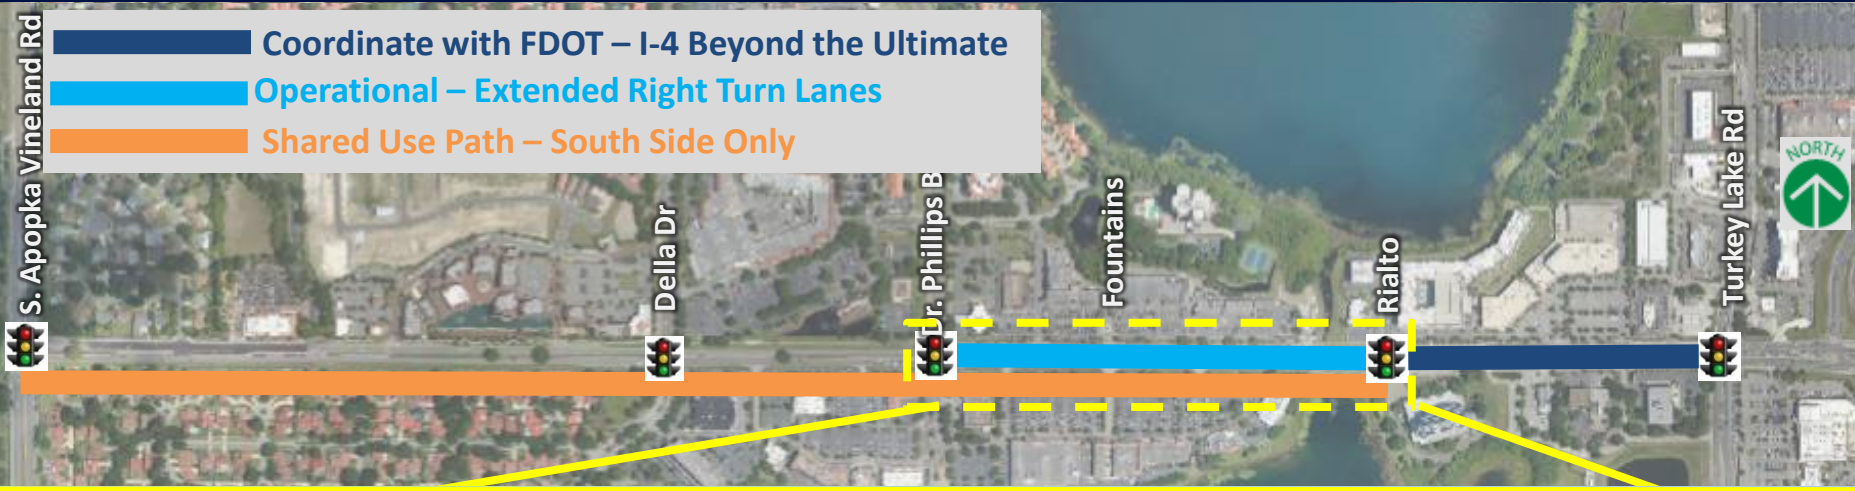 Coordinate with FDOT – I-4 Beyond the Ultimate
Operational – Extended Right Turn Lanes
Shared Use Path – South Side Only
S. Apopka Vineland Rd
Della Dr
Dr. Phillips B
Fountains
Rialto
Turkey Lake Rd
NORTH